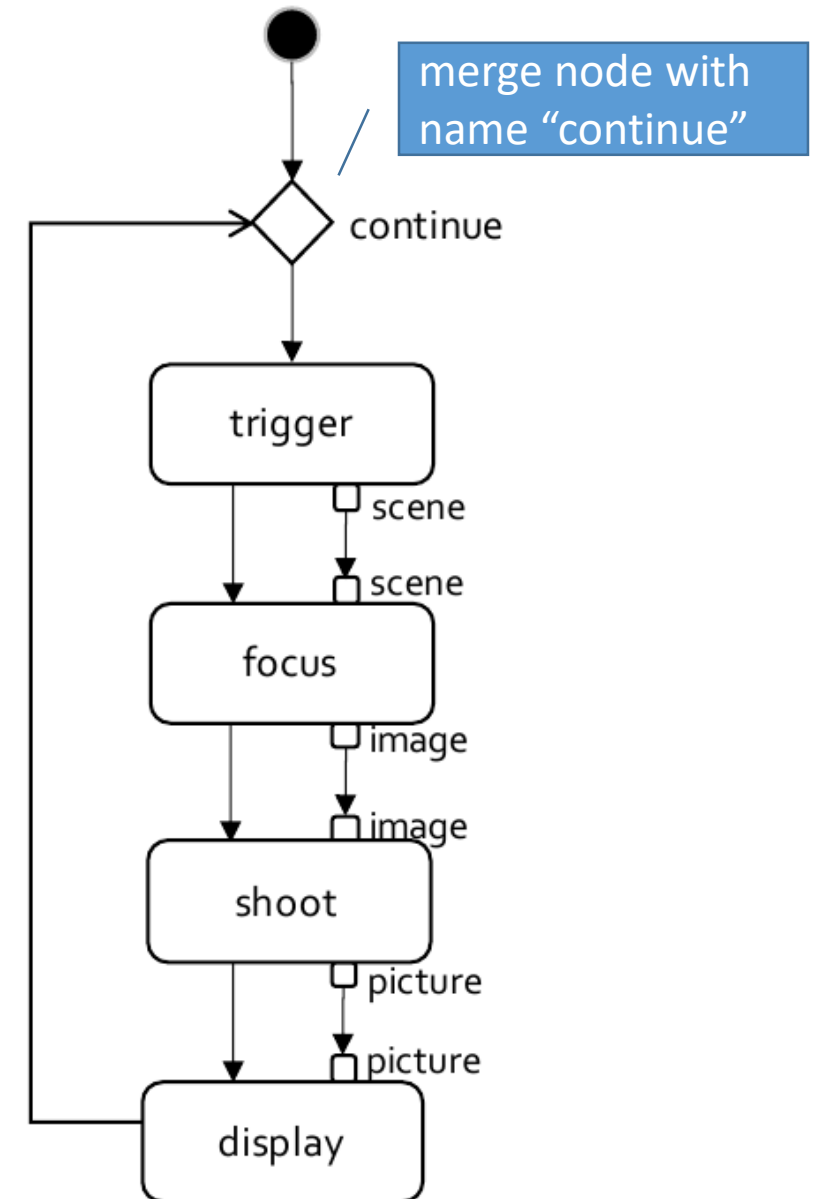 merge node with
name “continue”
continue
trigger
scene
scene
focus
image
image
shoot
picture
picture
display